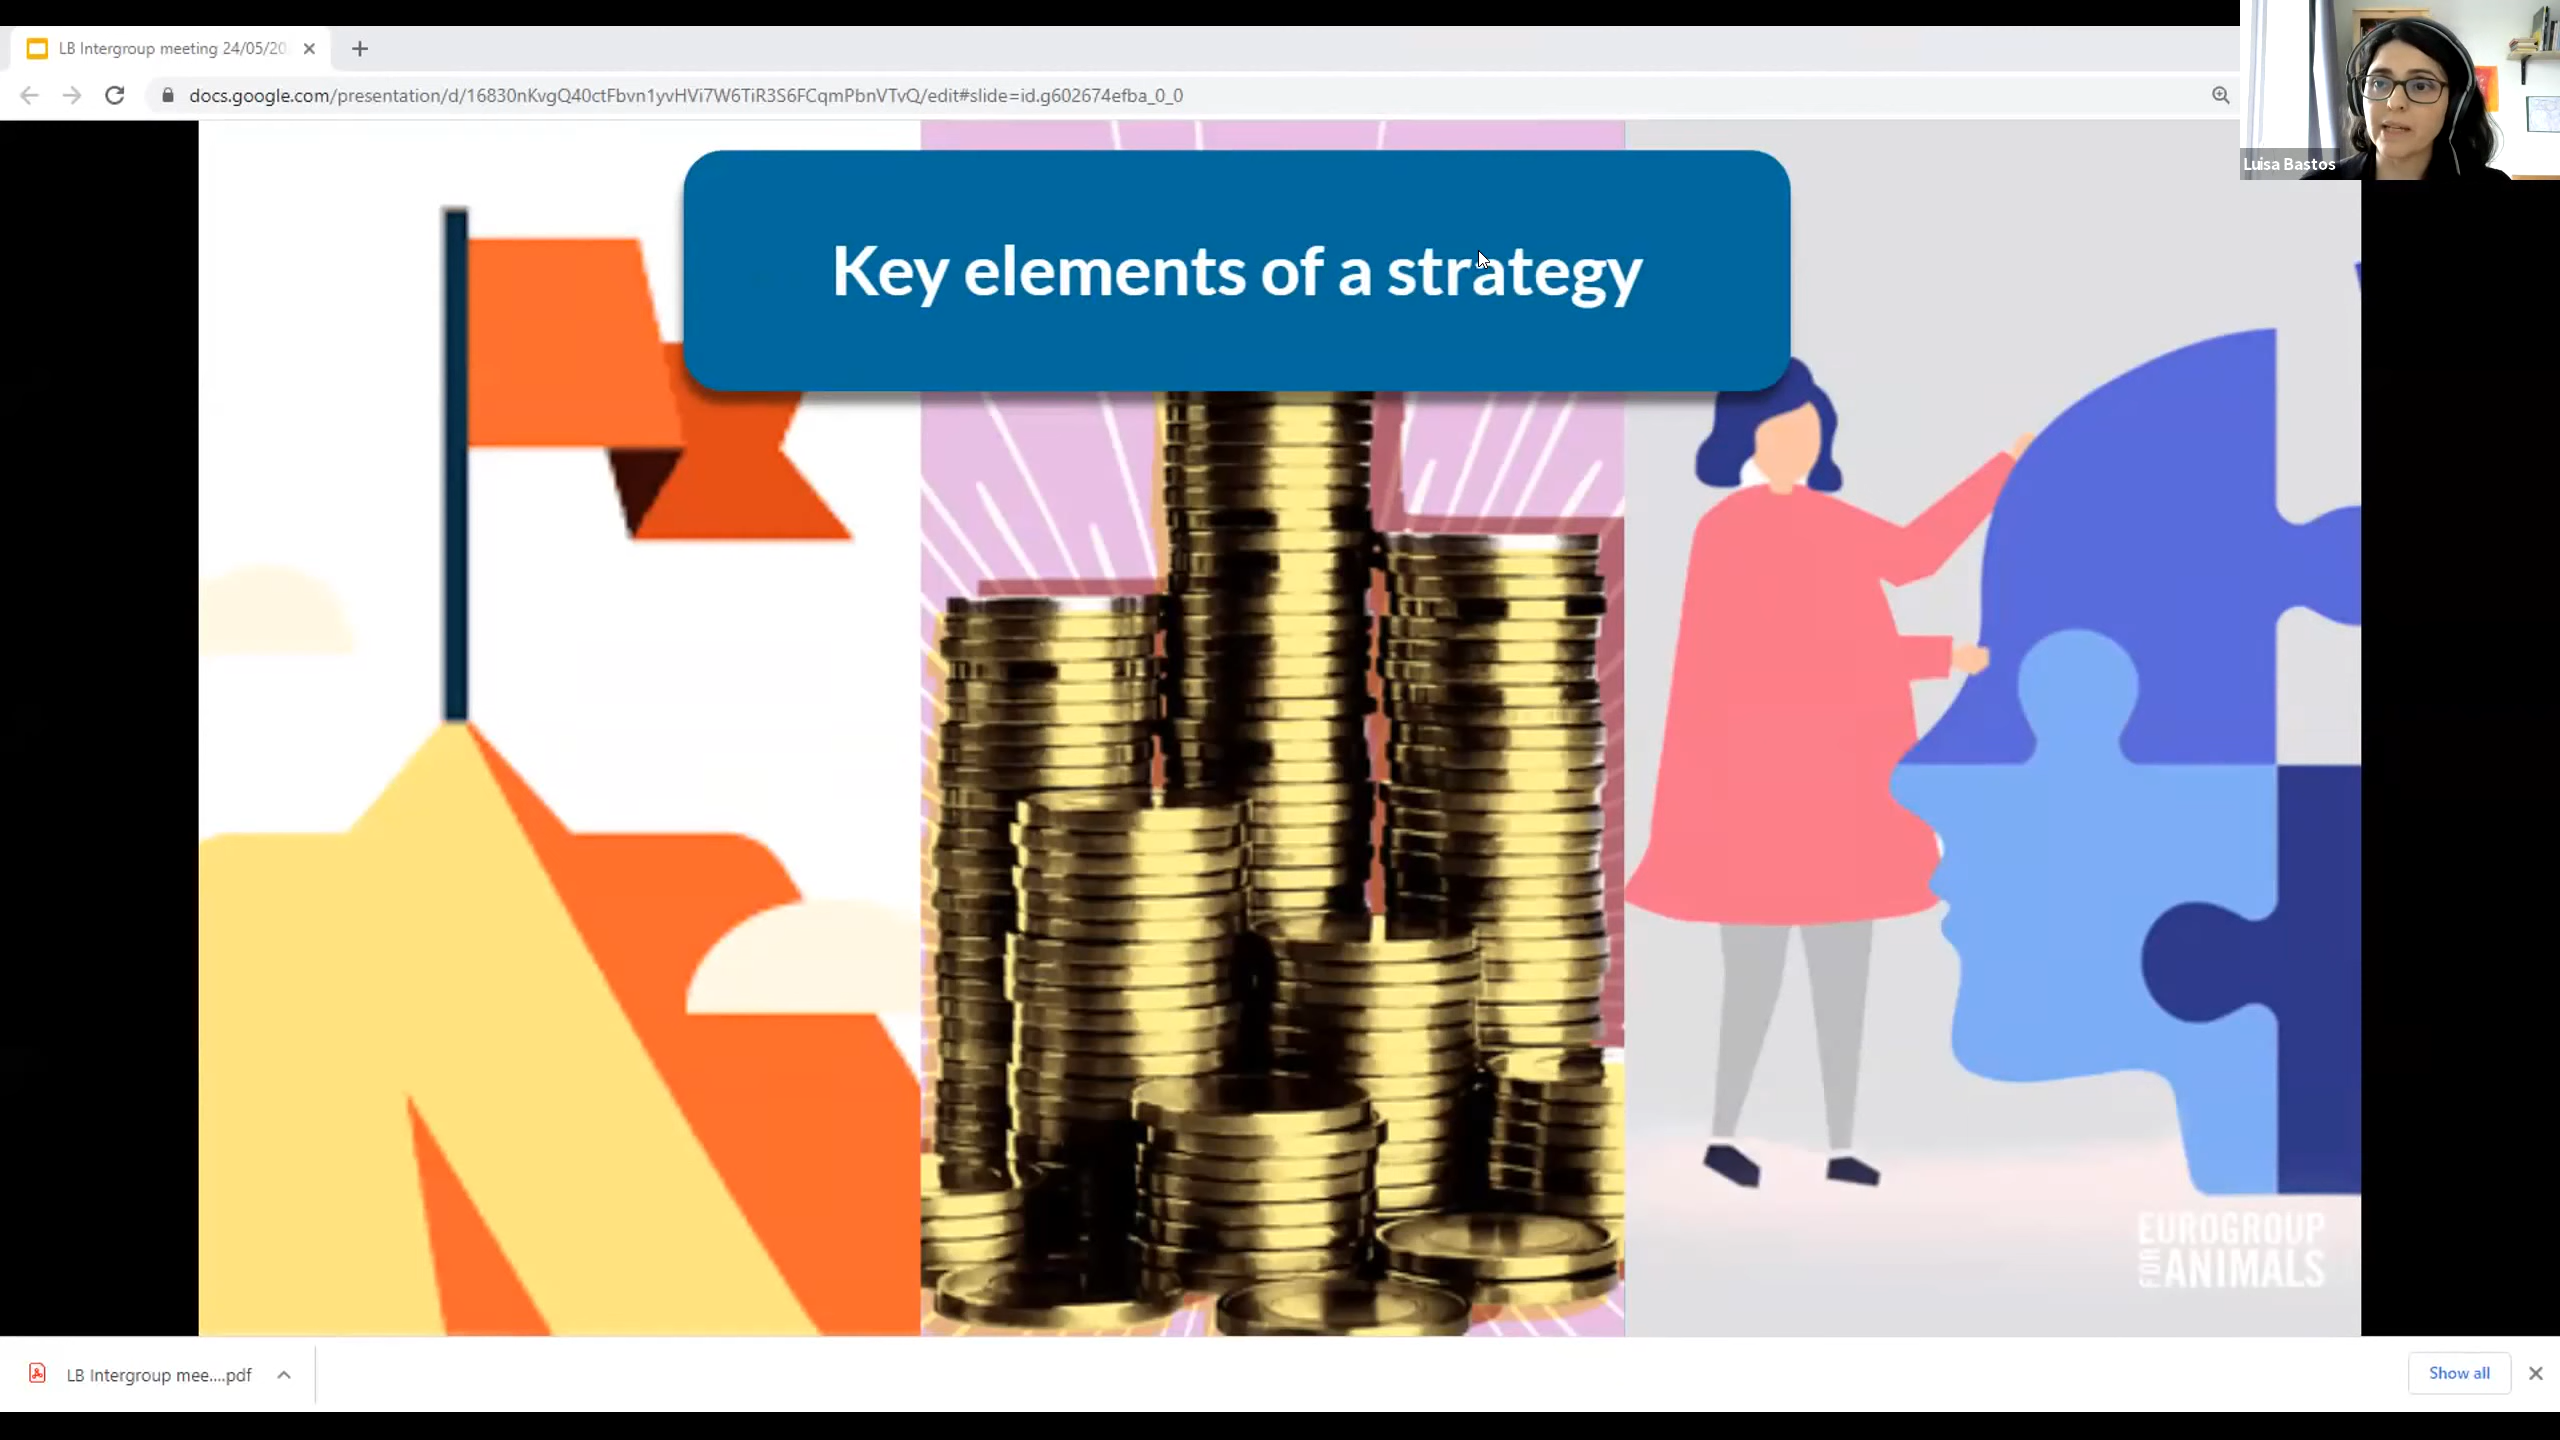 LB Intergroup meeting 24/05/20
docs.google.com/presentation/d/16830nKvgQ40ctFbvn1yvHVi7W6TiR3S6FCqmPbnVTvQ/edit#slide=id.g602674efba_0_0
Luisa Bastos
Key elements of a strategy
EUROGROUP
FOR ANIMALS
LB Intergroup mee....pdf
Show all